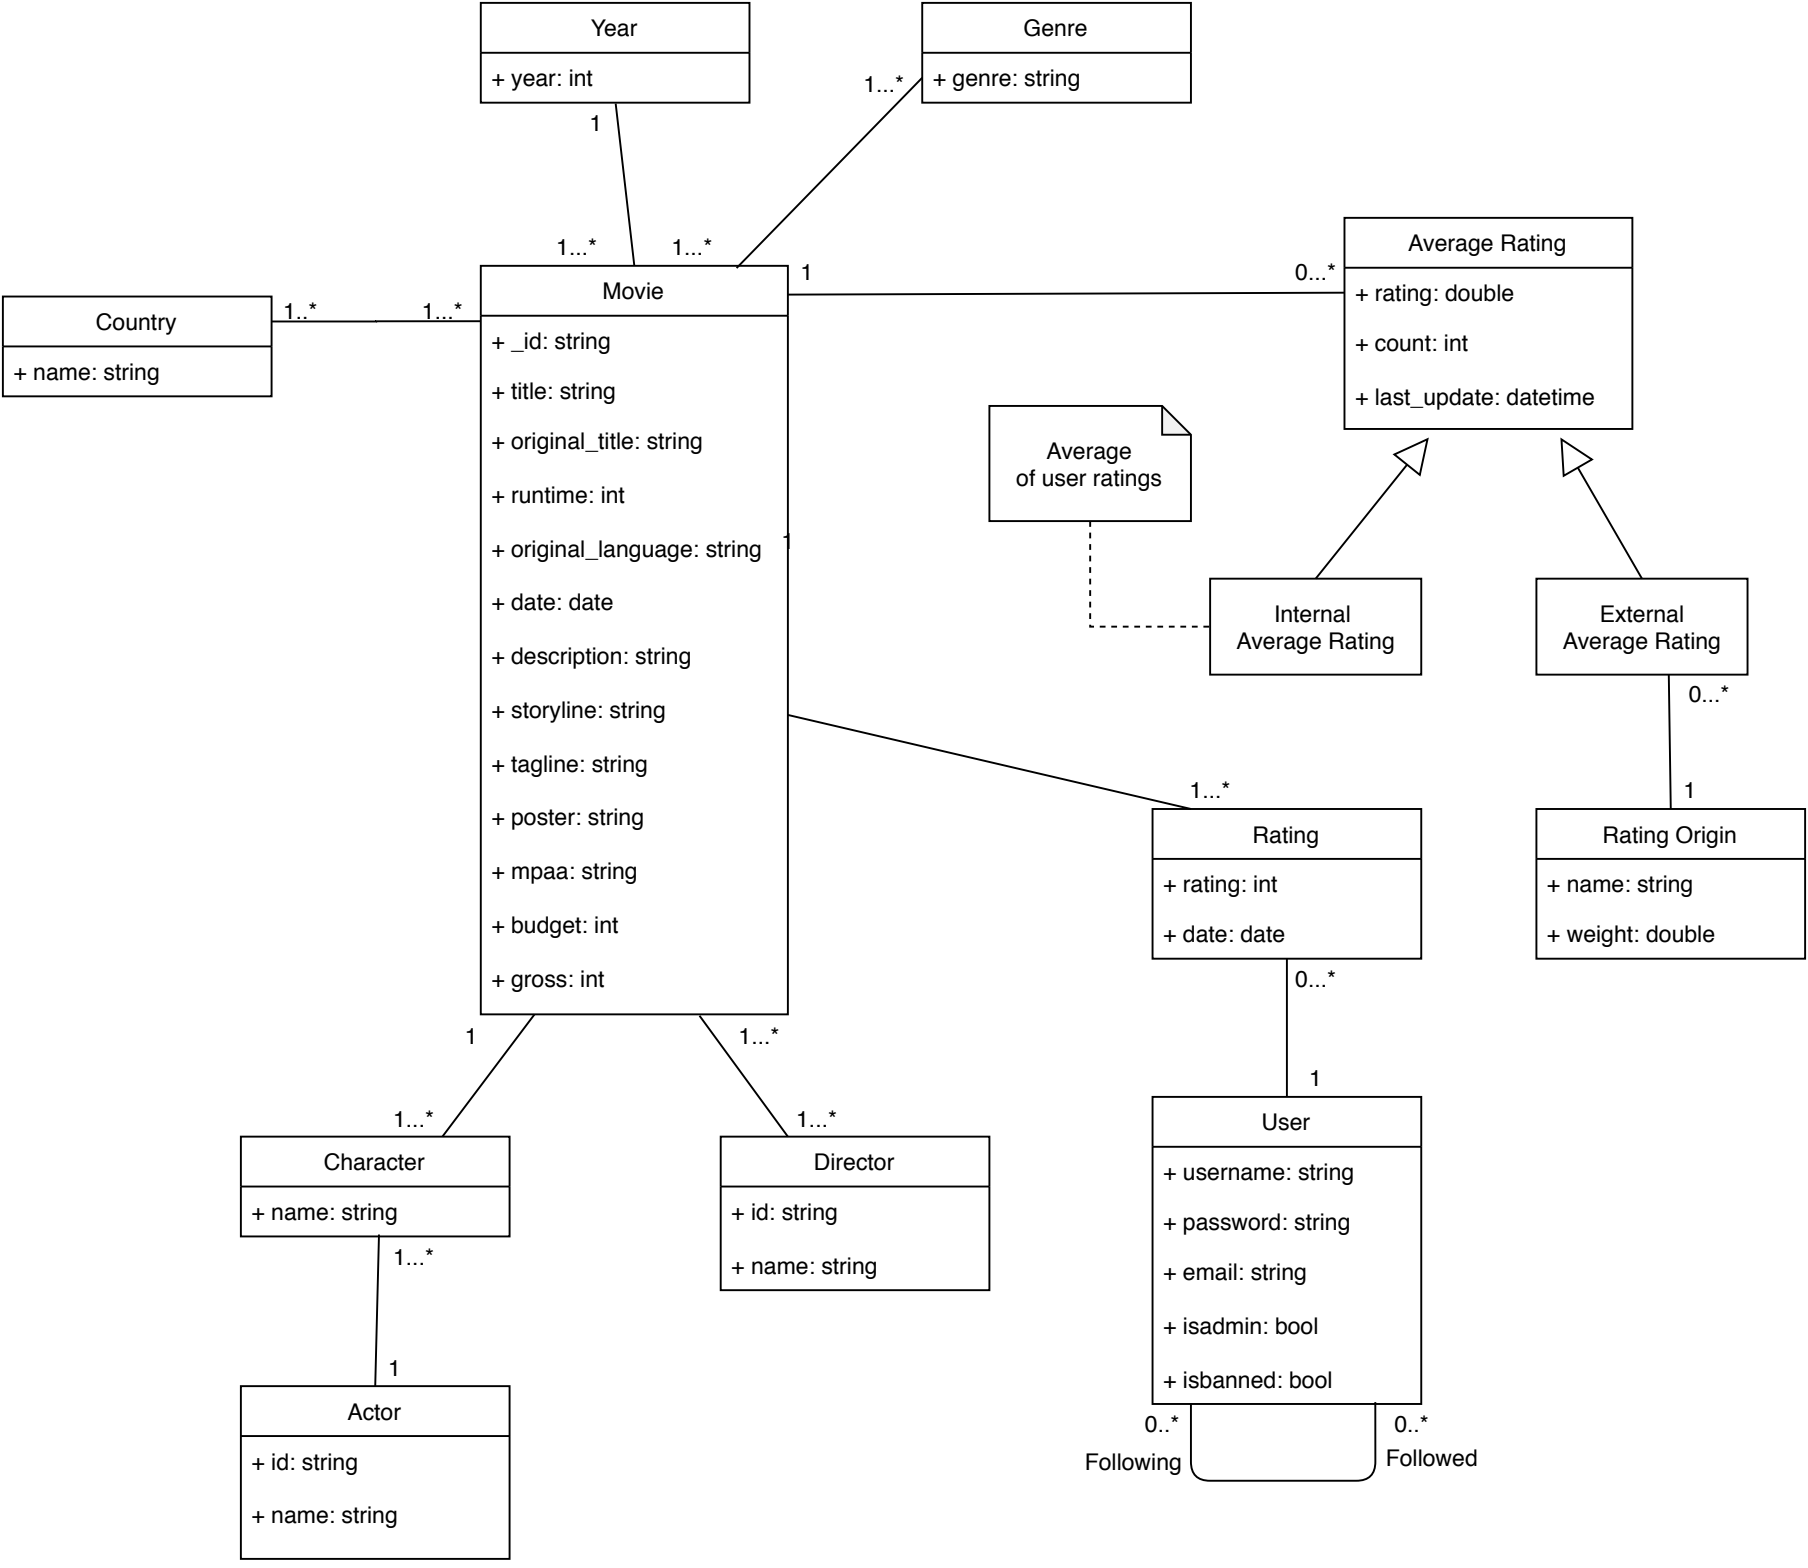 Year
+ year: int
1
Genre
+ genre: string
1...*
1...*
1...*
Country
+ name: string
1..*
1...*
Movie
+ _id: string
+ title: string
+ original_title: string
+ runtime: int
+ original_language: string
+ date: date
+ description: string
+ storyline: string
+ tagline: string
+ poster: string
+ mpaa: string
+ budget: int
+ gross: int
1
0...*
Average Rating
+ rating: double
+ count: int
+ last_update: datetime
Average
of user ratings
1
Internal
Average Rating
External
Average Rating
0...*
1
Rating Origin
+ name: string
+ weight: double
1...*
Rating
+ rating: int
+ date: date
0...*
1
User
+ username: string
+ password: string
+ email: string
+ isadmin: bool
+ isbanned: bool
0..*
Following
0..*
Followed
1
1...*
Character
+ name: string
1...*
1
Actor
+ id: string
+ name: string
1...*
1...*
Director
+ id: string
+ name: string